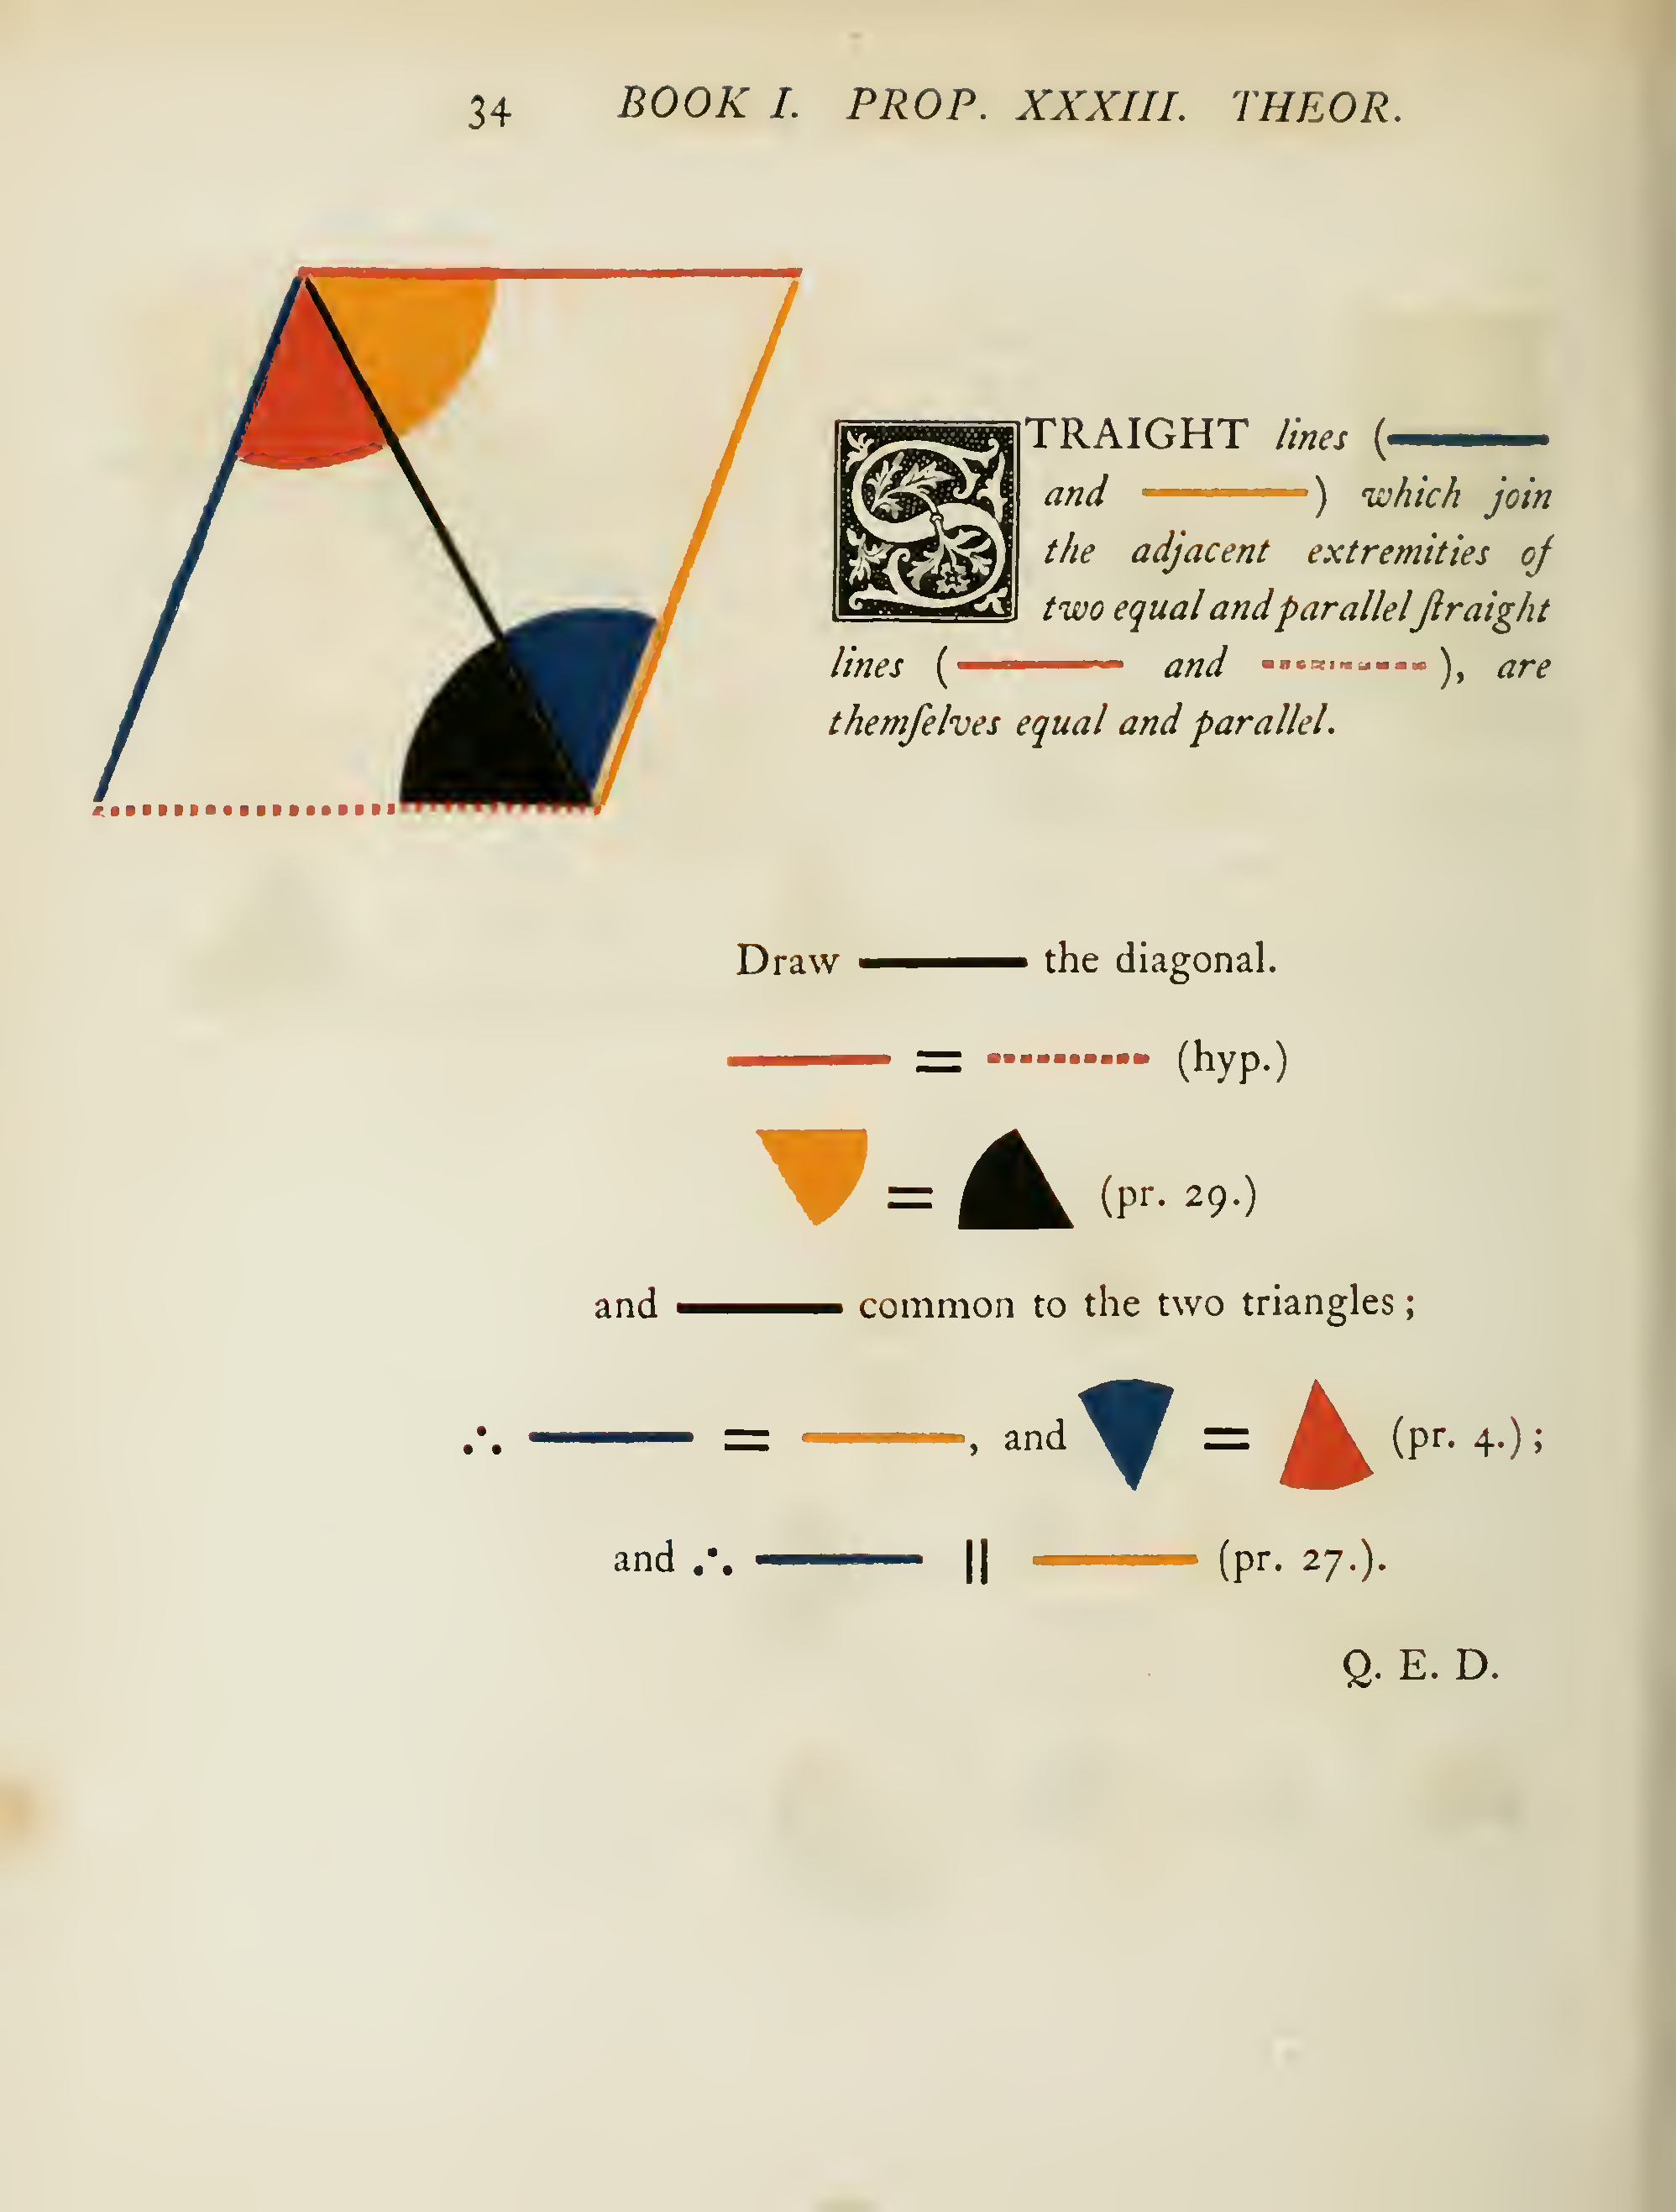 34 BOOK I. PROP. XXXIII. THEOR.
STRAIGHT lines (
and ) which join
the adjacent extremities of
two equal and parallel ſtraight
lines ( and ), are
themſelves equal and parallel.
Draw the diagonal.
= (hyp.)
= (pr. 29.)
and common to the two triangles;
∴ = , and = (pr. 4.);
and ∴ || (pr. 27.).
Q. E. D.